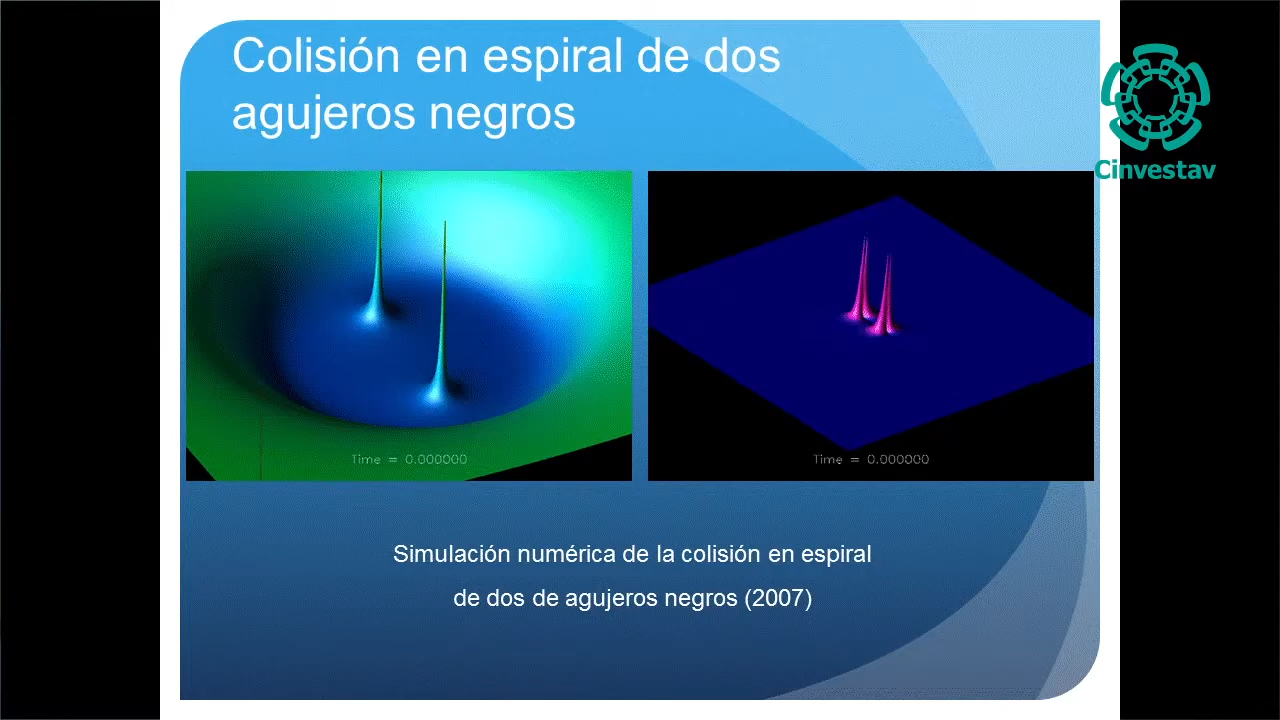 Colisión en espiral de dos
agujeros negros
Cinvestav
Time = 0.000000
Time = 0.000000
Simulación numérica de la colisión en espiral
de dos de agujeros negros (2007)